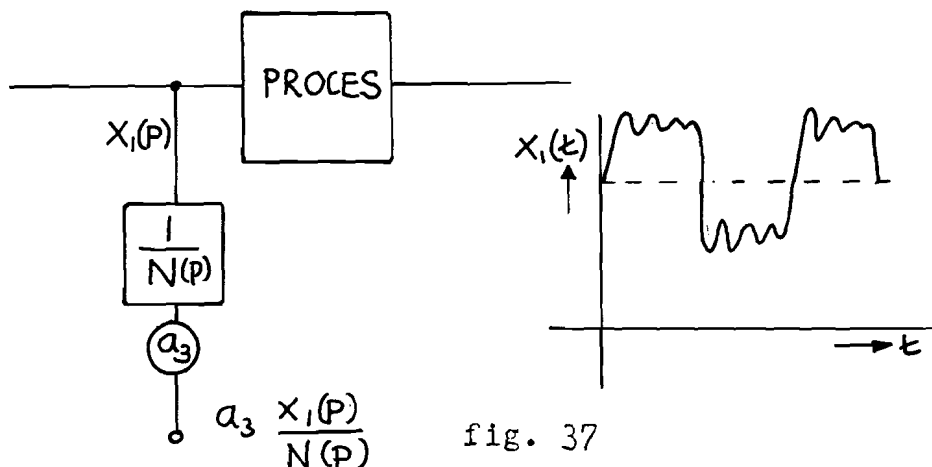 PROCES
X₁(P)
1
N(P)
a₃
a₃ X₁(P)
N(P)
X₁(t)
t
fig. 37